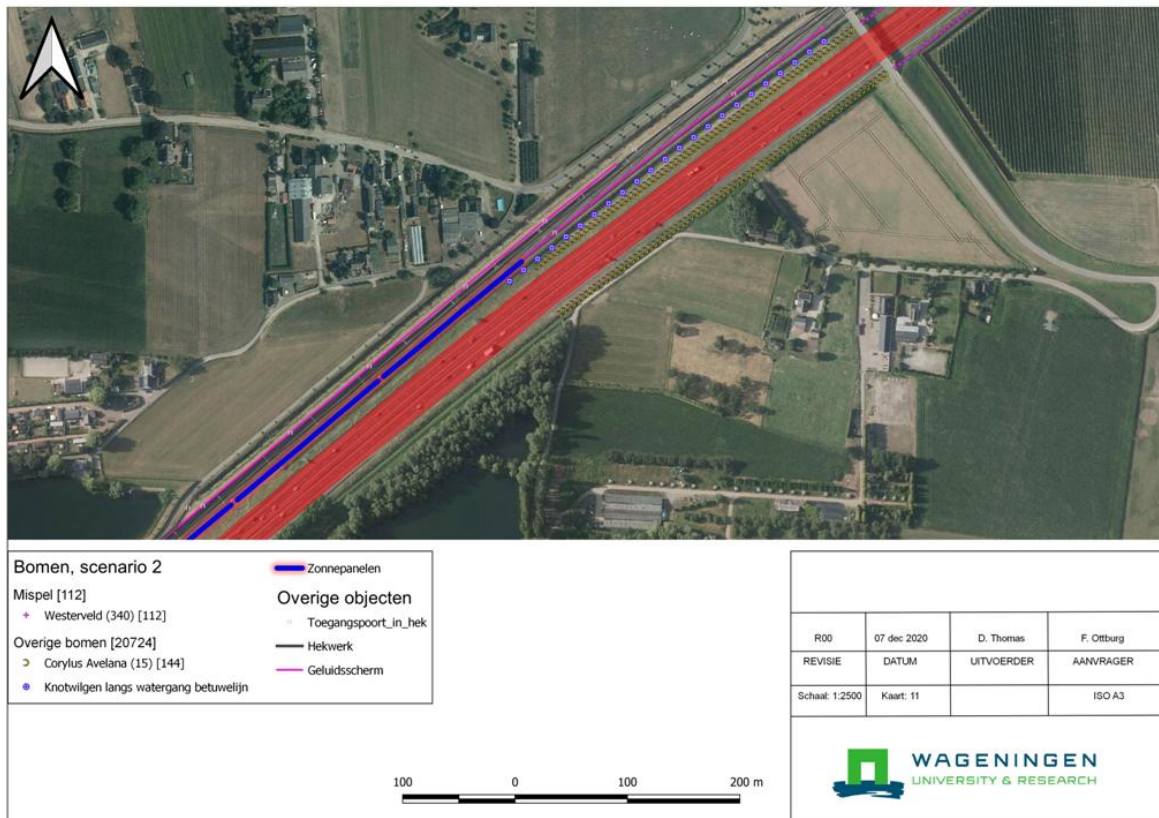 Bomen, scenario 2
Mispel [112]
Westerveld (340) [112]
Overige bomen [20724]
Corylus Avelana (15) [144]
Knotwilgen langs watergang betuwelijn
Zonnepanelen
Overige objecten
Toegangspoort_in_hek
Hekwerk
Geluidsscherm
100 0 100 200 m
R00 07 dec 2020 D. Thomas F. Ottburg
REVISIE DATUM UITVOERDER AANVRAGER
Schaal: 1:2500 Kaart: 11 ISO A3
WAGENINGEN
UNIVERSITY & RESEARCH